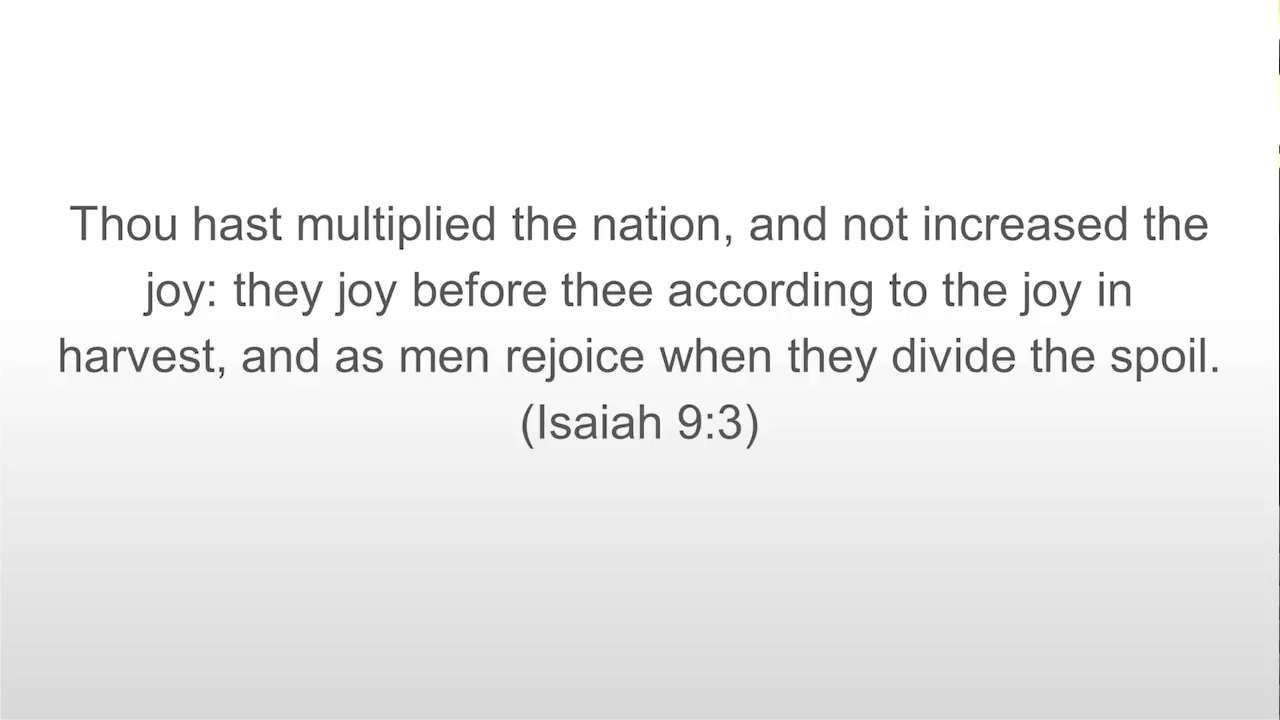 Thou hast multiplied the nation, and not increased the
joy: they joy before thee according to the joy in
harvest, and as men rejoice when they divide the spoil.
(Isaiah 9:3)